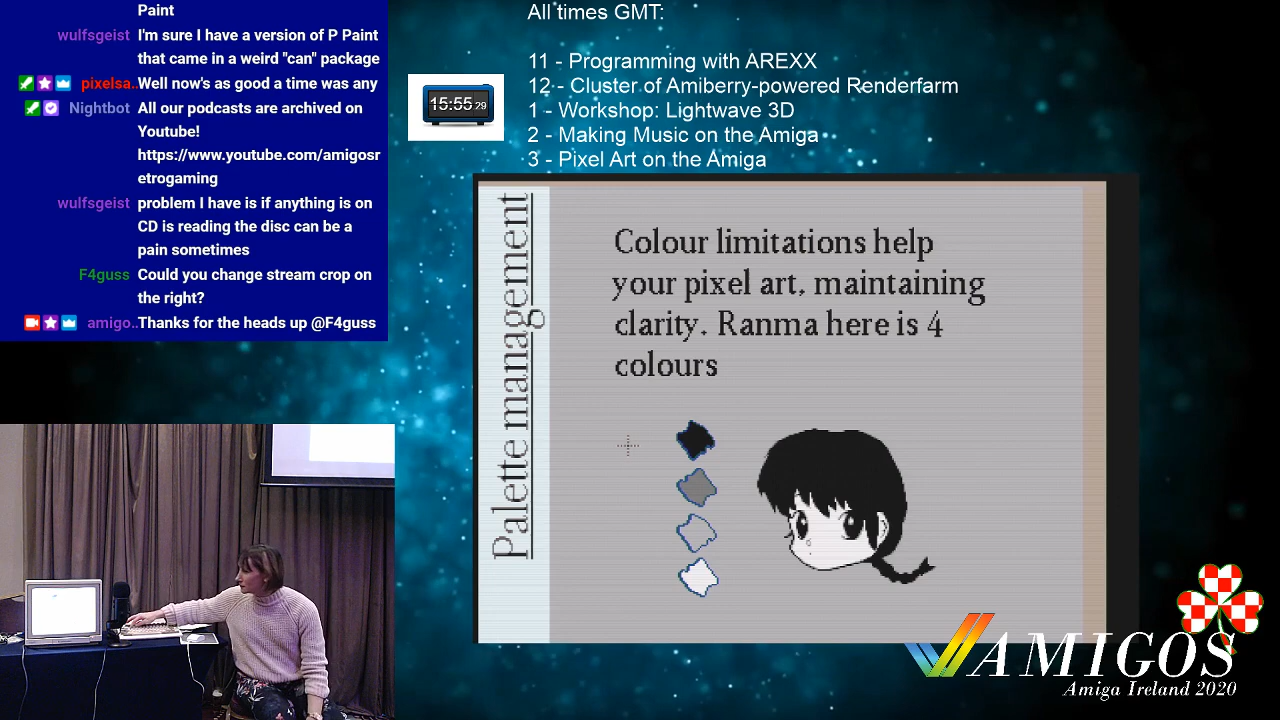 Paint
wulfsgeist I'm sure I have a version of P Paint
that came in a weird "can" package
pixelsa.. Well now's as good a time was any
Nightbot All our podcasts are archived on
Youtube!
https://www.youtube.com/amigosr
etrogaming
wulfsgeist problem I have is if anything is on
CD is reading the disc can be a
pain sometimes
F4guss Could you change stream crop on
the right?
amigo.. Thanks for the heads up @F4guss
15:55 29
All times GMT:
11 - Programming with AREXX
12 - Cluster of Amiberry-powered Renderfarm
1 - Workshop: Lightwave 3D
2 - Making Music on the Amiga
3 - Pixel Art on the Amiga
Palette management
Colour limitations help
your pixel art, maintaining
clarity. Ranma here is 4
colours
AMIGOS
Amiga Ireland 2020